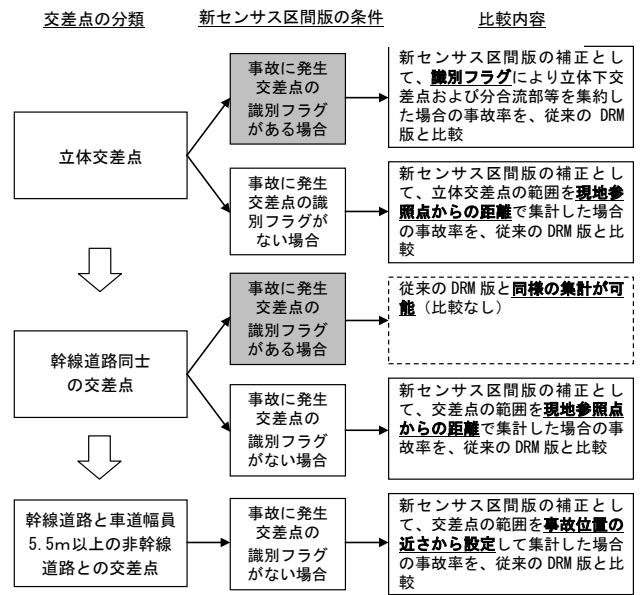 交差点の分類
新センサス区間版の条件
比較内容
立体交差点
事故に発生
交差点の
識別フラグ
がある場合
新センサス区間版の補正とし
て、識別フラグにより立体下交
差点および分合流部等を集約し
た場合の事故率を、従来の DRM
版と比較
事故に発生
交差点の識
別フラグが
ない場合
新センサス区間版の補正とし
て、立体交差点の範囲を現地参
照点からの距離で集計した場合
の事故率を、従来の DRM 版と比
較
幹線道路同士
の交差点
事故に発生
交差点の
識別フラグ
がある場合
従来の DRM 版と同様の集計が可
能（比較なし）
事故に発生
交差点の
識別フラグ
がない場合
新センサス区間版の補正とし
て、交差点の範囲を現地参照点
からの距離で集計した場合の事
故率を、従来の DRM 版と比較
幹線道路と車道幅員
5.5m以上の非幹線
道路との交差点
事故に発生
交差点の
識別フラグ
がない場合
新センサス区間版の補正とし
て、交差点の範囲を事故位置の
近さから設定して集計した場合
の事故率を、従来の DRM 版と比
較